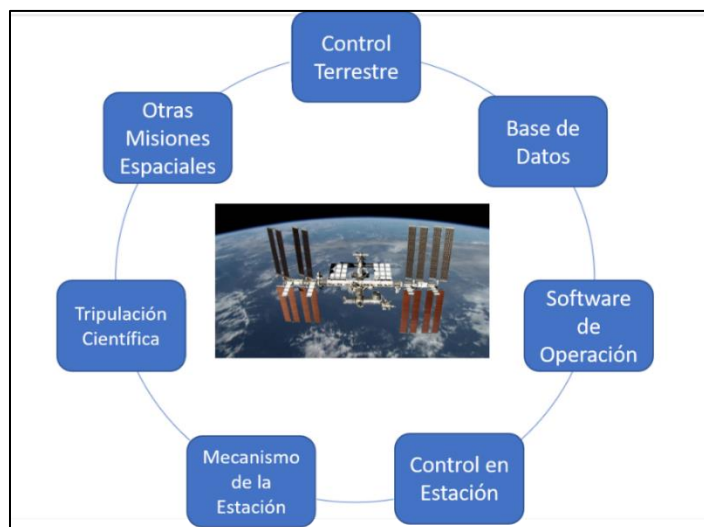 Control
Terrestre
Base de
Datos
Software
de
Operación
Control en
Estación
Mecanismo
de la
Estación
Tripulación
Científica
Otras
Misiones
Espaciales